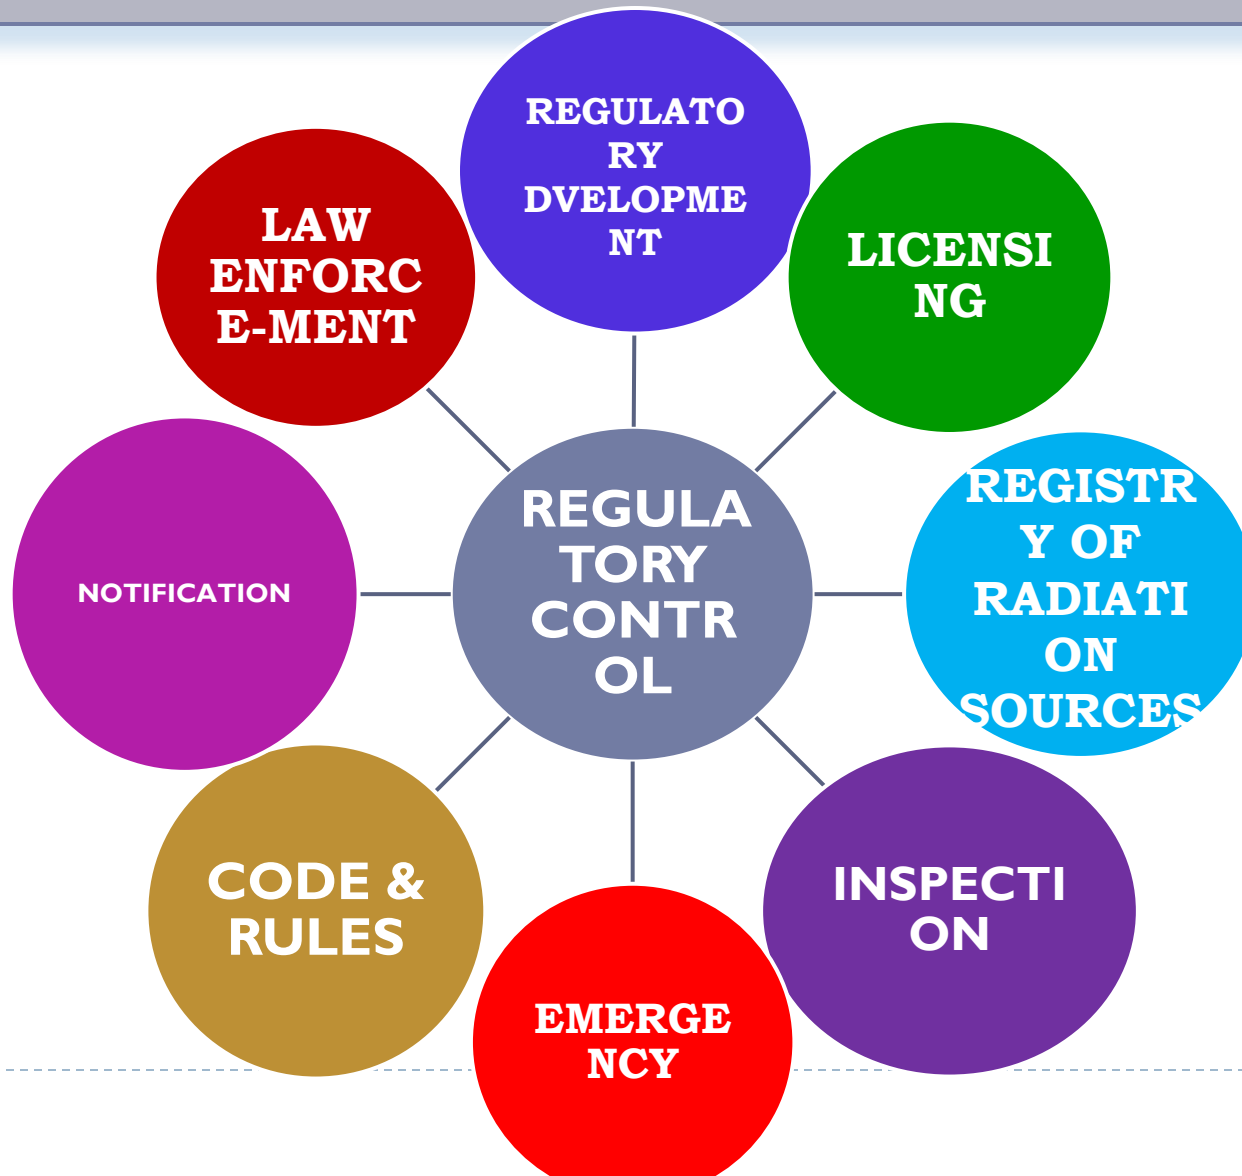 REGULATO
RY
DVELOPME
NT
LICENSI
NG
REGISTR
Y OF
RADIATI
ON
SOURCES
INSPECTI
ON
EMERGE
NCY
CODE &
RULES
NOTIFICATION
LAW
ENFORC
E-MENT
REGULA
TORY
CONTR
OL